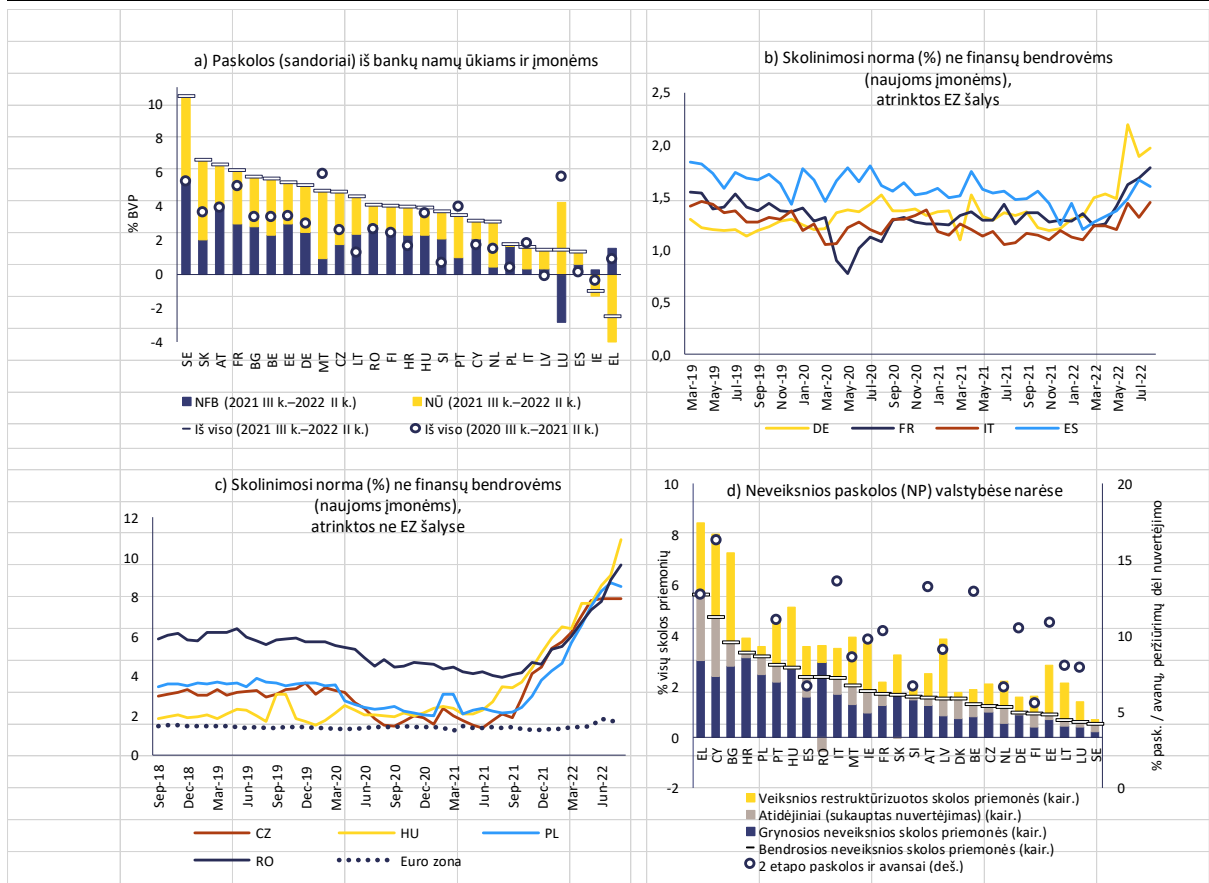 a) Paskolos (sandoriai) iš bankų namų ūkiams ir įmonėms
% BVP
10
8
6
4
2
0
-2
-4
SE SK AT FR BG BE EE DE MT CZ LT RO FI HR HU SI PT CY NL PL IT LV LU ES IE EL
NFB (2021 III k.–2022 II k.)
NŪ (2021 III k.–2022 II k.)
Iš viso (2021 III k.–2022 II k.)
Iš viso (2020 III k.–2021 II k.)
b) Skolinimosi norma (%) ne finansų bendrovėms
(naujoms įmonėms),
atrinktos EZ šalys
2,5
2,0
1,5
1,0
0,5
0,0
Mar-19 May-19 Jul-19 Sep-19 Nov-19 Jan-20 Mar-20 May-20 Jul-20 Sep-20 Nov-20 Jan-21 Mar-21 May-21 Jul-21 Sep-21 Nov-21 Jan-22 Mar-22 May-22 Jul-22
DE FR IT ES
c) Skolinimosi norma (%) ne finansų bendrovėms
(naujoms įmonėms),
atrinktos ne EZ šalyse
12
10
8
6
4
2
0
Sep-18 Dec-18 Mar-19 Jun-19 Sep-19 Dec-19 Mar-20 Jun-20 Sep-20 Dec-20 Mar-21 Jun-21 Sep-21 Dec-21 Mar-22 Jun-22
CZ HU PL
RO Euro zona
d) Neveiksnios paskolos (NP) valstybėse narėse
% visų skolos priemonių
10
8
6
4
2
0
-2
% pask. / avanų, peržiūrimų dėl nuvertėjimo
20
15
10
5
0
EL CY BG HR PL PT HU ES RO IT MT IE FR SK SI AT LV DK BE CZ NL DE FI EE LT LU SE
Veiksnios restruktūrizuotos skolos priemonės (kair.)
Atidėjiniai (sukauptas nuvertėjimas) (kair.)
Grynosios neveiksnios skolos priemonės (kair.)
Bendrosios neveiksnios skolos priemonės (kair.)
2 etapo paskolos ir avansai (deš.)